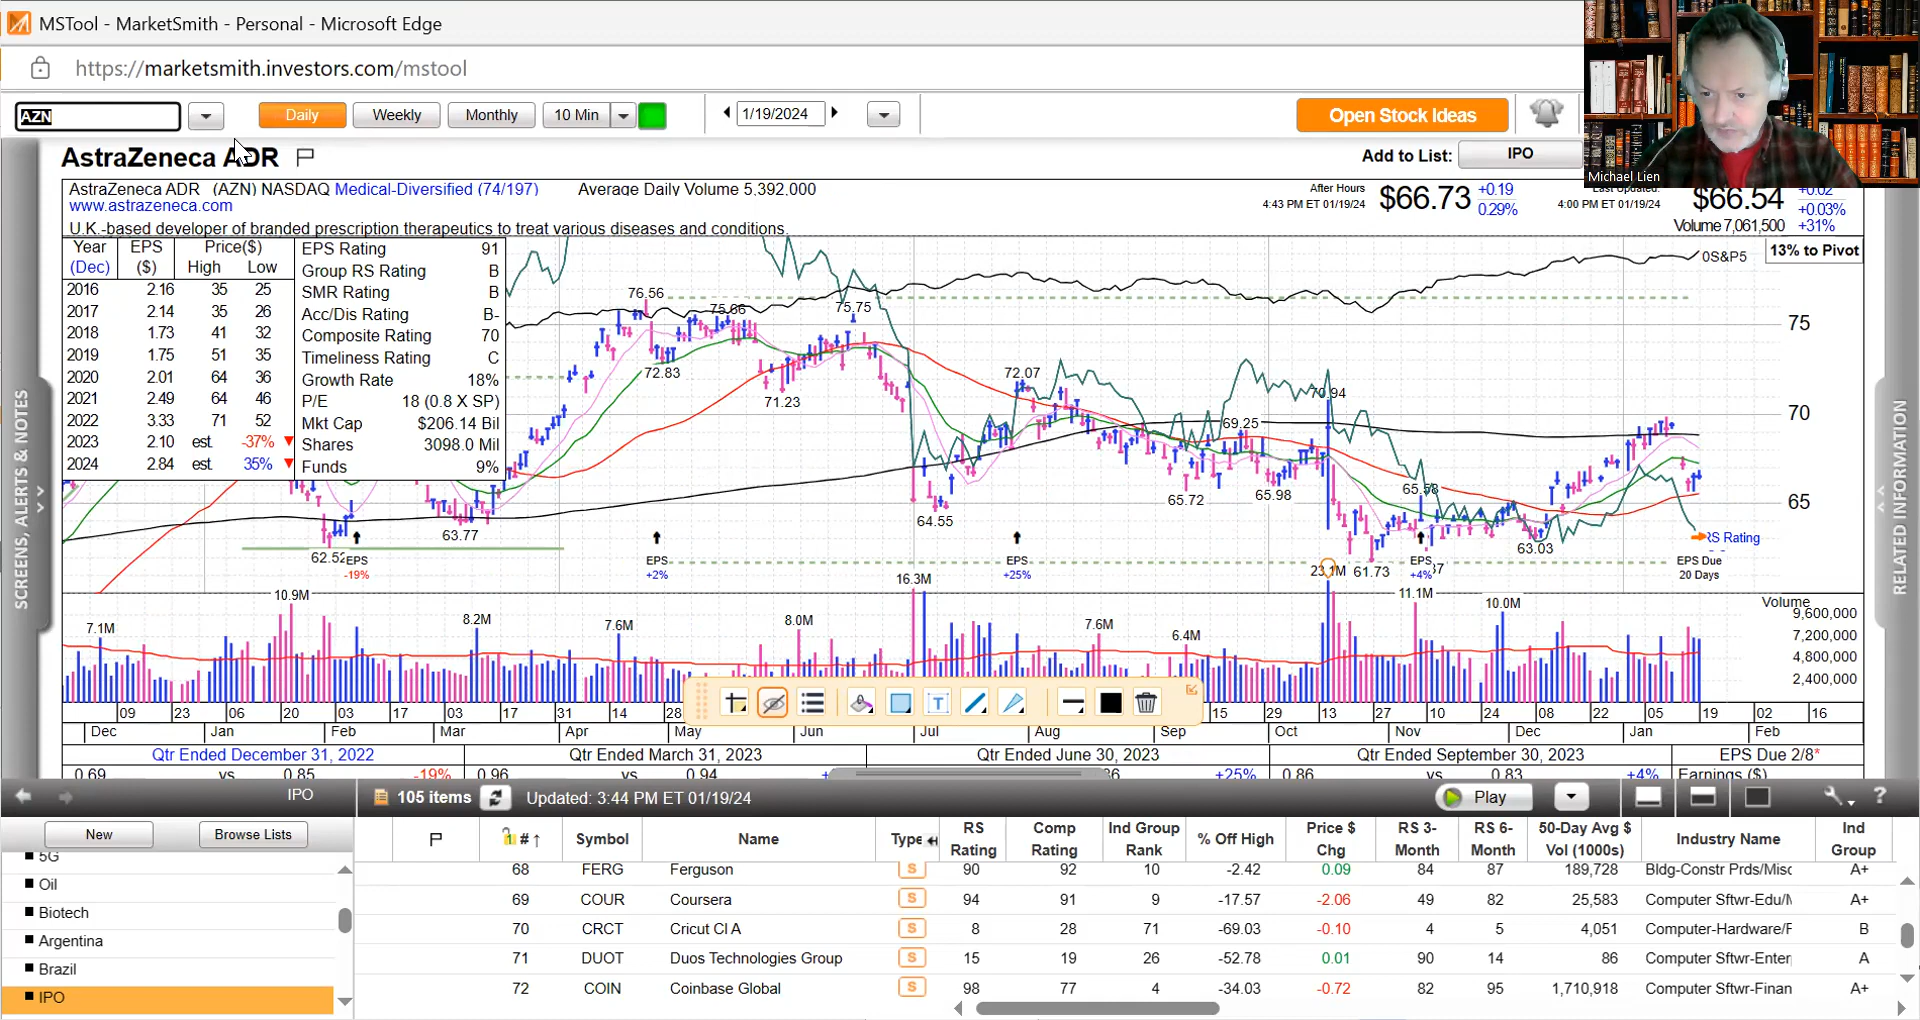 MSTool - MarketSmith - Personal - Microsoft Edge
https://marketsmith.investors.com/mstool
AZN Daily Weekly Monthly 10 Min 1/19/2024 Open Stock Ideas
Michael Lien
AstraZeneca ADR Add to List: IPO
AstraZeneca ADR (AZN) NASDAQ Medical-Diversified (74/197) Average Daily Volume 5,392,000
After Hours $66.73 +0.19 Last Updated: $66.54 +0.02
4:43 PM ET 01/19/24 0.29% 4:00 PM ET 01/19/24 +0.03%
www.astrazeneca.com
Volume 7,061,500 +31%
U.K.-based developer of branded prescription therapeutics to treat various diseases and conditions.
Year EPS Price($)
(Dec) ($) High Low
2016 2.16 35 25
2017 2.14 35 26
2018 1.73 41 32
2019 1.75 51 35
2020 2.01 64 36
2021 2.49 64 46
2022 3.33 71 52
2023 2.10 est. -37%
2024 2.84 est. 35%
EPS Rating 91
Group RS Rating B
SMR Rating B
Acc/Dis Rating B-
Composite Rating 70
Timeliness Rating C
Growth Rate 18%
P/E 18 (0.8 X SP)
Mkt Cap $206.14 Bil
Shares 3098.0 Mil
Funds 9%
0S&P5 13% to Pivot
76.56 75.66 75.75
75
72.83 72.07
71.23 70.94
70
69.25
65.72 65.98 65.58
65
64.55 63.77 63.03
62.52 61.73
RS Rating
EPS EPS EPS EPS EPS Due
-19% +2% +25% +4% 20 Days
16.3M 23.1M 11.1M 10.0M
10.9M
7.1M 8.2M 7.6M 8.0M 7.6M 6.4M
Volume
9,600,000
7,200,000
4,800,000
2,400,000
09 23 06 20 03 17 03 17 31 14 28 15 29 13 27 10 24 08 22 05 19 02 16
Dec Jan Feb Mar Apr May Jun Jul Aug Sep Oct Nov Dec Jan Feb
Qtr Ended December 31, 2022 Qtr Ended March 31, 2023 Qtr Ended June 30, 2023 Qtr Ended September 30, 2023 EPS Due 2/8*
0.69 vs 0.85 -19% 0.96 vs 0.94 +25% 0.86 vs 0.83 +4% Earnings ($)
SCREENS, ALERTS & NOTES
RELATED INFORMATION
IPO 105 items Updated: 3:44 PM ET 01/19/24 Play ?
New Browse Lists
5G
Oil
Biotech
Argentina
Brazil
IPO
# Symbol Name Type RS Rating Comp Rating Ind Group Rank % Off High Price $ Chg RS 3-Month RS 6-Month 50-Day Avg $ Vol (1000s) Industry Name Ind Group
68 FERG Ferguson S 90 92 10 -2.42 0.09 84 87 189,728 Bldg-Constr Prds/Misc A+
69 COUR Coursera S 94 91 9 -17.57 -2.06 49 82 25,583 Computer Sftwr-Edu/M A+
70 CRCT Cricut Cl A S 8 28 71 -69.03 -0.10 4 5 4,051 Computer-Hardware/F B
71 DUOT Duos Technologies Group S 15 19 26 -52.78 0.01 90 14 86 Computer Sftwr-Enter A
72 COIN Coinbase Global S 98 77 4 -34.03 -0.72 82 95 1,710,918 Computer Sftwr-Finan A+